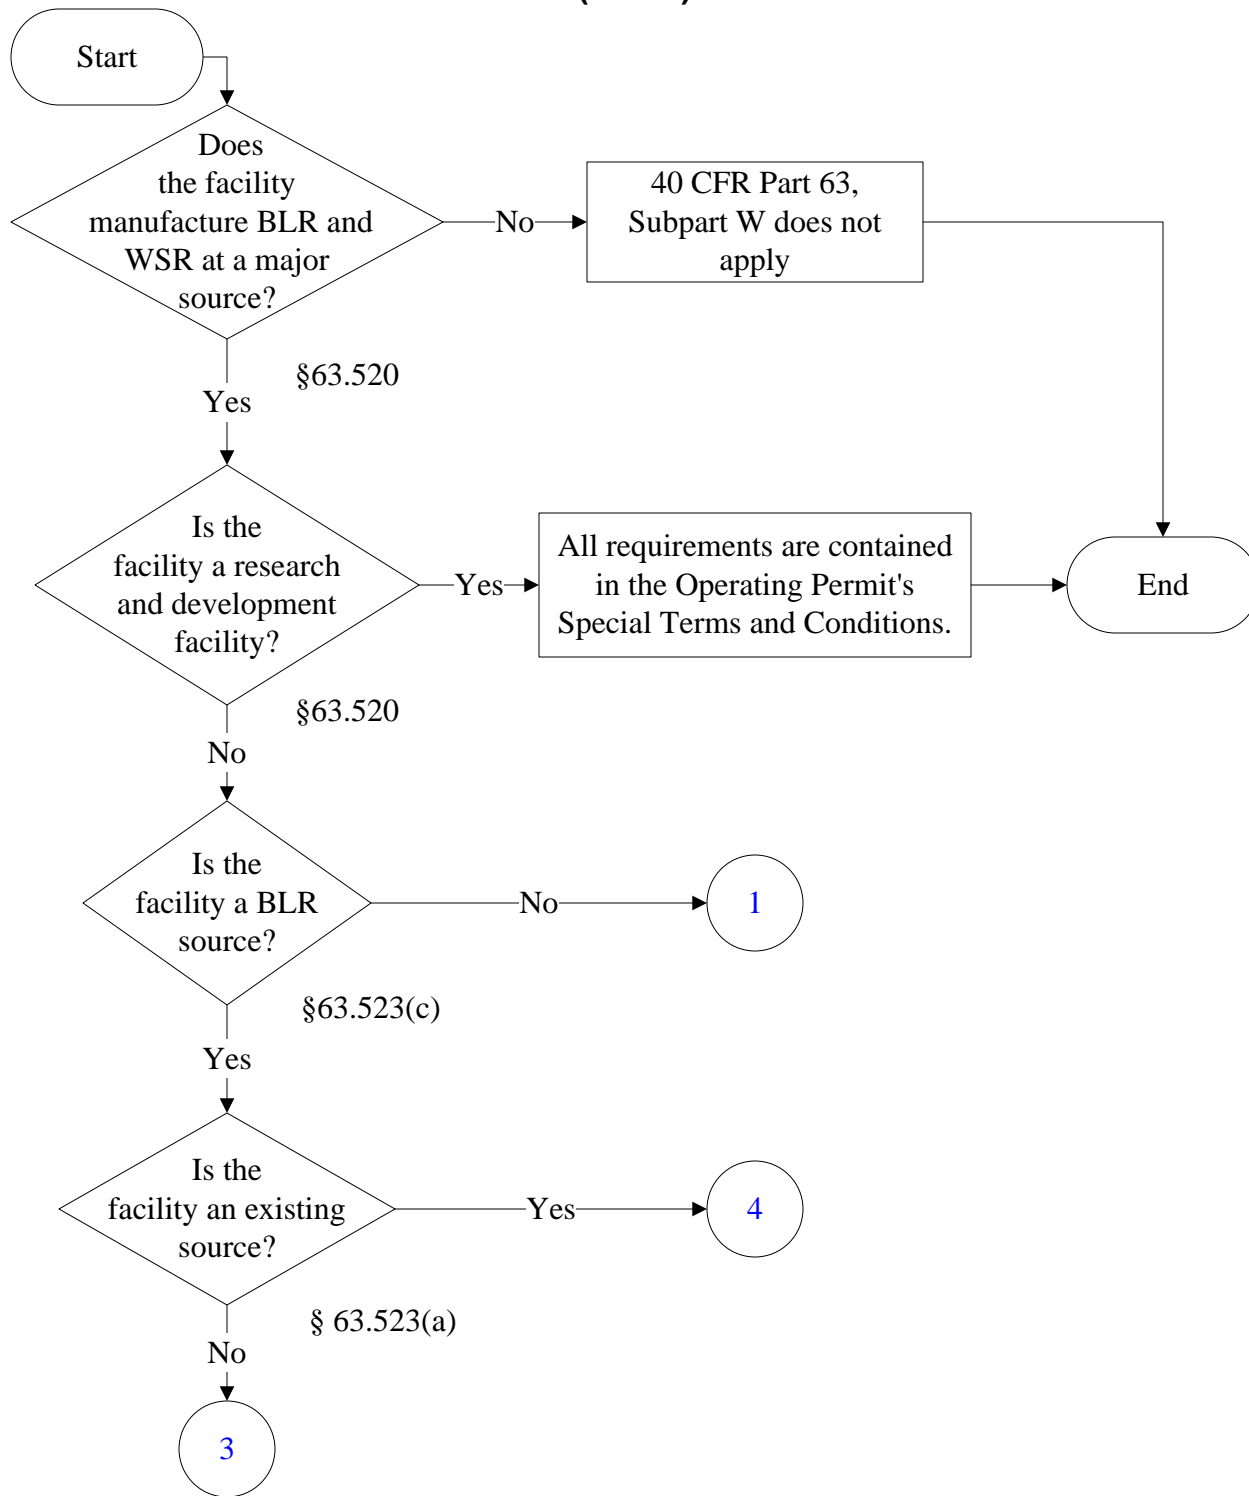 Start
Does
the facility
manufacture BLR and
WSR at a major
source?
No
40 CFR Part 63,
Subpart W does not
apply
§63.520
Yes
Is the
facility a research
and development
facility?
Yes
All requirements are contained
in the Operating Permit's
Special Terms and Conditions.
End
§63.520
No
Is the
facility a BLR
source?
No
1
§63.523(c)
Yes
Is the
facility an existing
source?
Yes
4
§ 63.523(a)
No
3